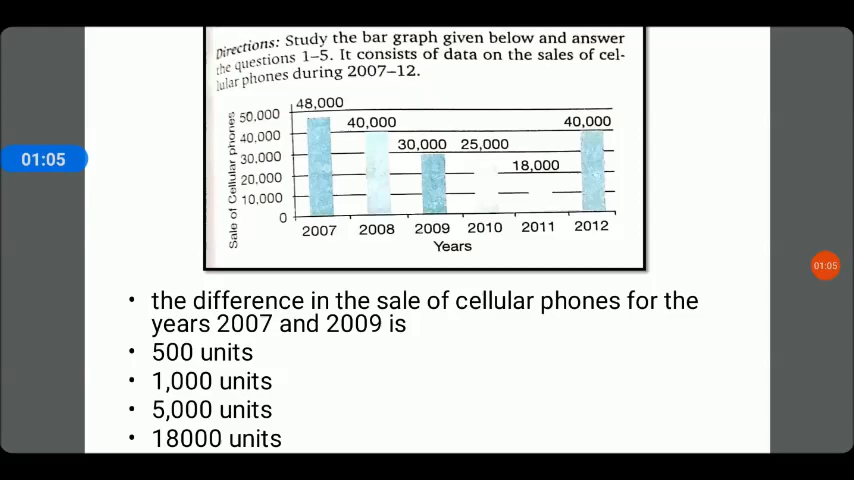 Directions: Study the bar graph given below and answer
the questions 1–5. It consists of data on the sales of cel-
lular phones during 2007–12.
Sale of Cellular phones
50,000
40,000
30,000
20,000
10,000
0
48,000
40,000
30,000
25,000
18,000
40,000
2007 2008 2009 2010 2011 2012
Years
01:05
01:05
• the difference in the sale of cellular phones for the
years 2007 and 2009 is
• 500 units
• 1,000 units
• 5,000 units
• 18000 units